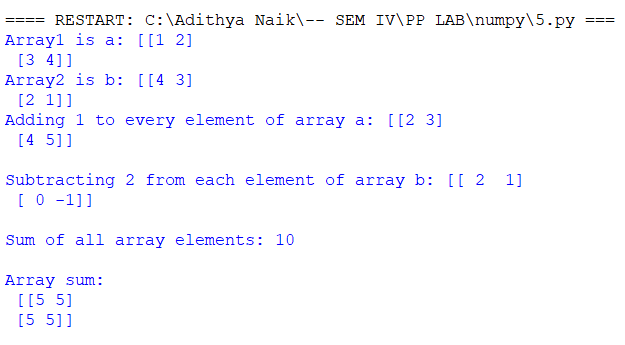 ==== RESTART: C:\Adithya Naik\-- SEM IV\PP LAB\numpy\5.py ===
Array1 is a: [[1 2]
 [3 4]]
Array2 is b: [[4 3]
 [2 1]]
Adding 1 to every element of array a: [[2 3]
 [4 5]]

Subtracting 2 from each element of array b: [[ 2  1]
 [ 0 -1]]

Sum of all array elements: 10

Array sum:
 [[5 5]
 [5 5]]